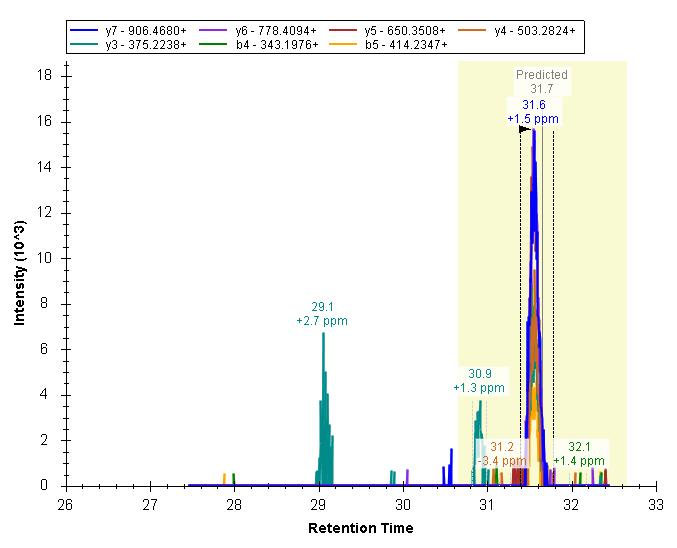 y7 - 906.4680+ y6 - 778.4094+ y5 - 650.3508+ y4 - 503.2824+
y3 - 375.2238+ b4 - 343.1976+ b5 - 414.2347+
18
16
14
12
10
8
6
4
2
0
Intensity (10^3)
Predicted
31.7
31.6
+1.5 ppm
29.1
+2.7 ppm
30.9
+1.3 ppm
31.2
-3.4 ppm
32.1
+1.4 ppm
26 27 28 29 30 31 32 33
Retention Time